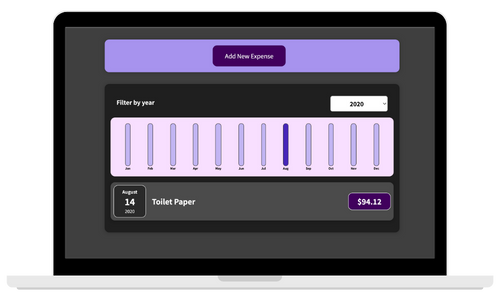 Add New Expense
Filter by year
2020
Jan Feb Mar Apr May Jun Jul Aug Sep Oct Nov Dec
August
14
2020
Toilet Paper
$94.12